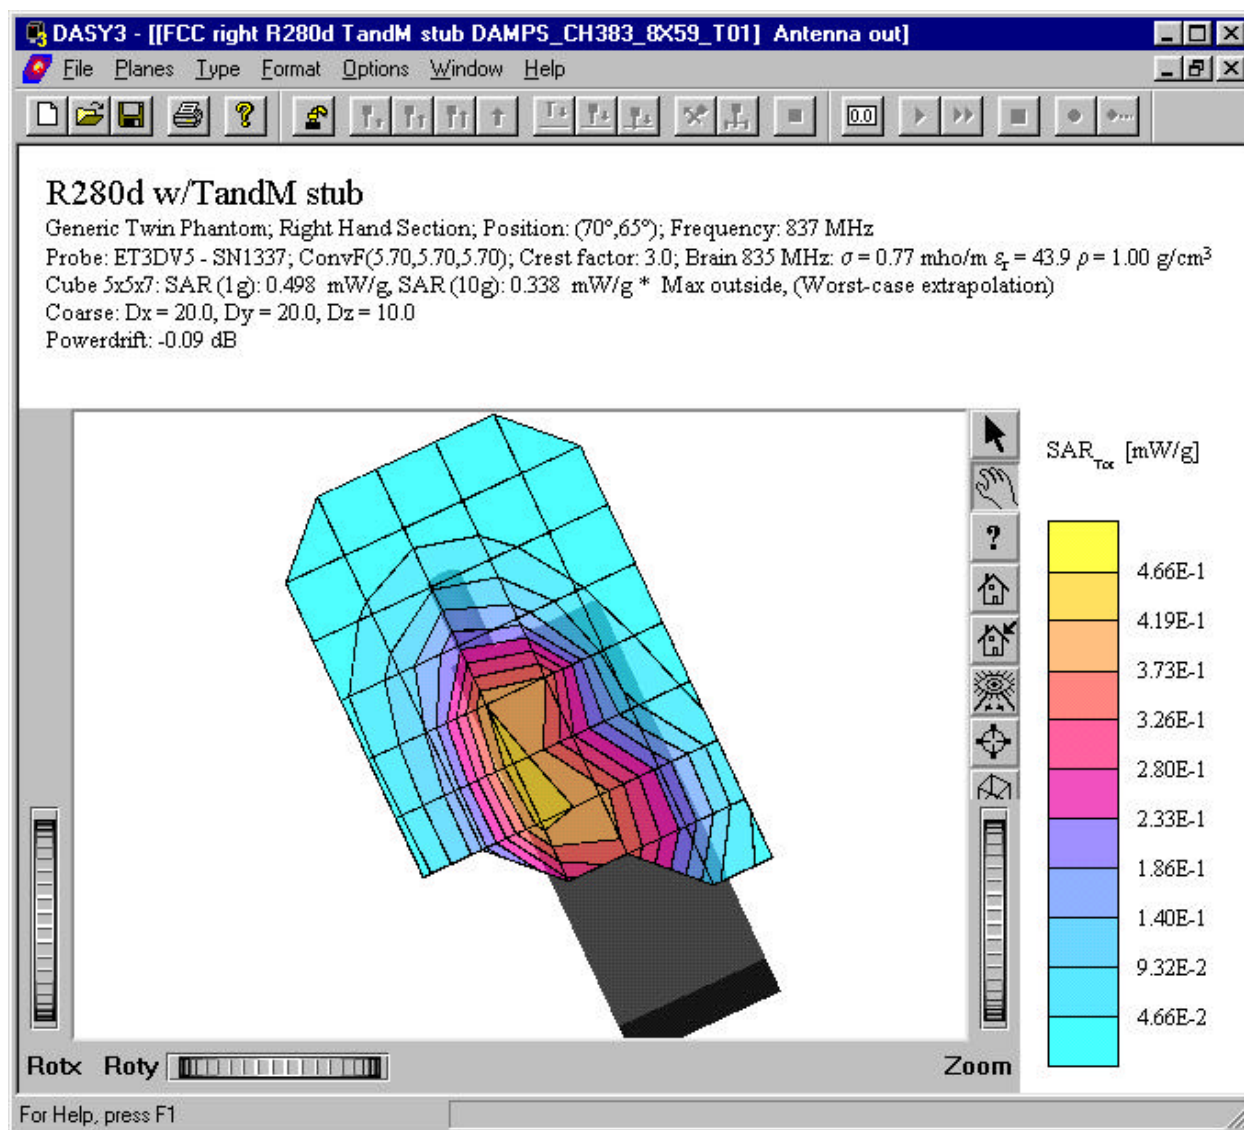 DASY3 - [[FCC right R280d TandM stub DAMPS_CH383_8X59_T01] Antenna out]
File Planes Type Format Options Window Help
0.0
R280d w/TandM stub
Generic Twin Phantom; Right Hand Section; Position: (70°,65°); Frequency: 837 MHz
Probe: ET3DV5 - SN1337; ConvF(5.70,5.70,5.70); Crest factor: 3.0; Brain 835 MHz: σ = 0.77 mho/m εr = 43.9 ρ = 1.00 g/cm³
Cube 5x5x7: SAR (1g): 0.498 mW/g, SAR (10g): 0.338 mW/g * Max outside, (Worst-case extrapolation)
Coarse: Dx = 20.0, Dy = 20.0, Dz = 10.0
Powerdrift: -0.09 dB
SAR_Tot [mW/g]
4.66E-1
4.19E-1
3.73E-1
3.26E-1
2.80E-1
2.33E-1
1.86E-1
1.40E-1
9.32E-2
4.66E-2
Rotx Roty Zoom
For Help, press F1